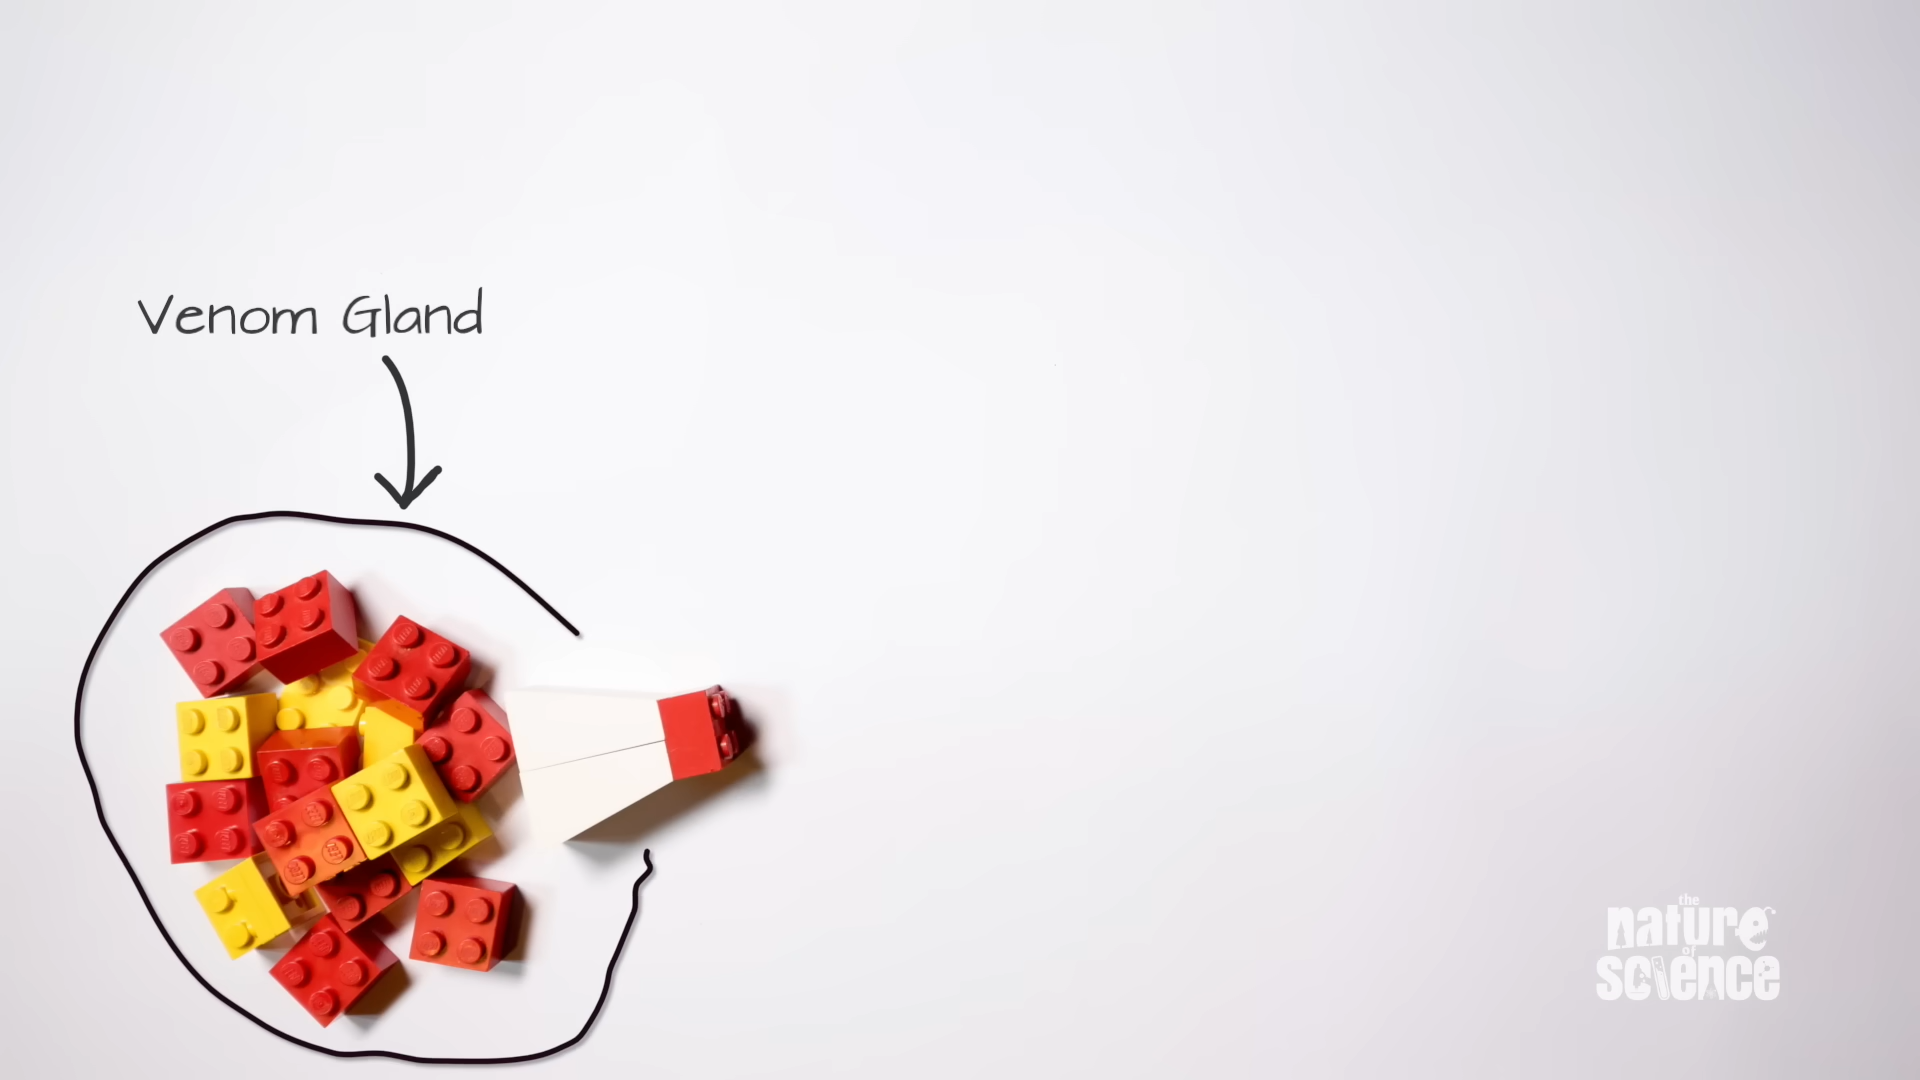 Venom Gland
the
nature
of
science